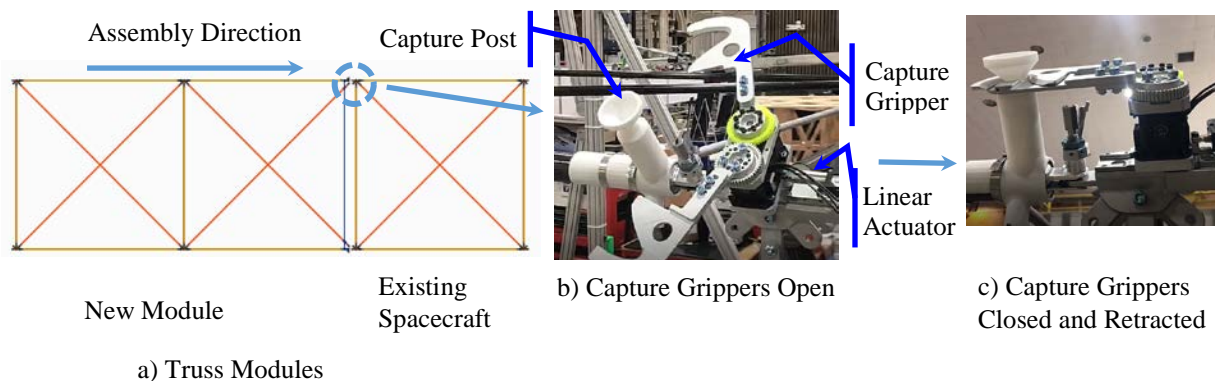 Assembly Direction
Capture Post
Capture
Gripper
Linear
Actuator
New Module
Existing
Spacecraft
a) Truss Modules
b) Capture Grippers Open
c) Capture Grippers
Closed and Retracted